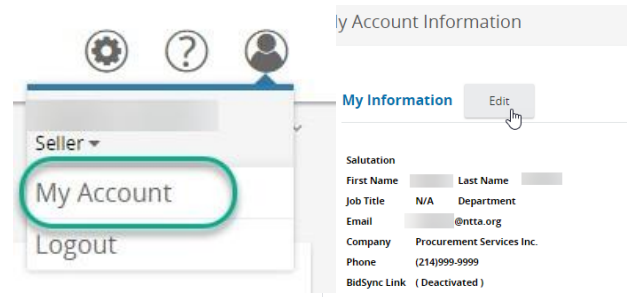 ?
Seller
My Account
Logout
y Account Information
My Information
Edit
Salutation
First Name Last Name
Job Title N/A Department
Email @ntta.org
Company Procurement Services Inc.
Phone (214)999-9999
BidSync Link ( Deactivated )